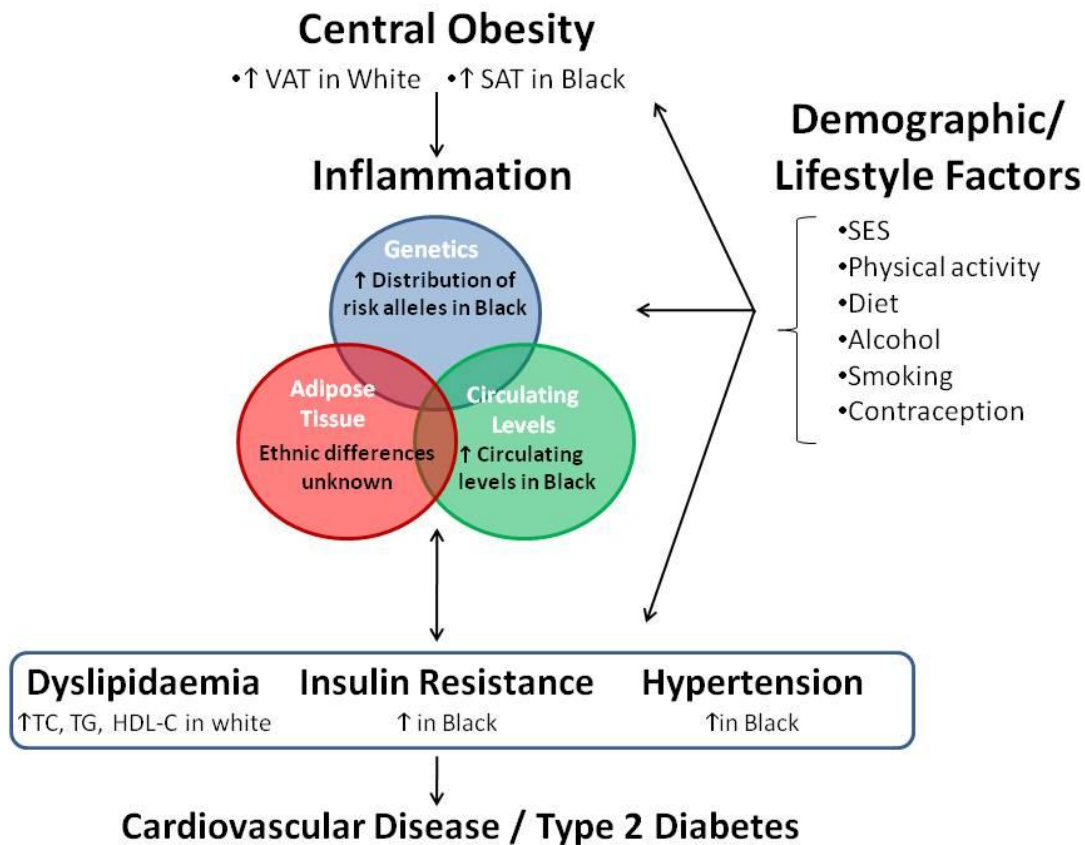 Central Obesity
•↑ VAT in White •↑ SAT in Black
Inflammation
Genetics
↑ Distribution of
risk alleles in Black
Adipose
Tissue
Ethnic differences
unknown
Circulating
Levels
↑ Circulating
levels in Black
Demographic/
Lifestyle Factors
•SES
•Physical activity
•Diet
•Alcohol
•Smoking
•Contraception
Dyslipidaemia
↑TC, TG, HDL-C in white
Insulin Resistance
↑ in Black
Hypertension
↑in Black
Cardiovascular Disease / Type 2 Diabetes